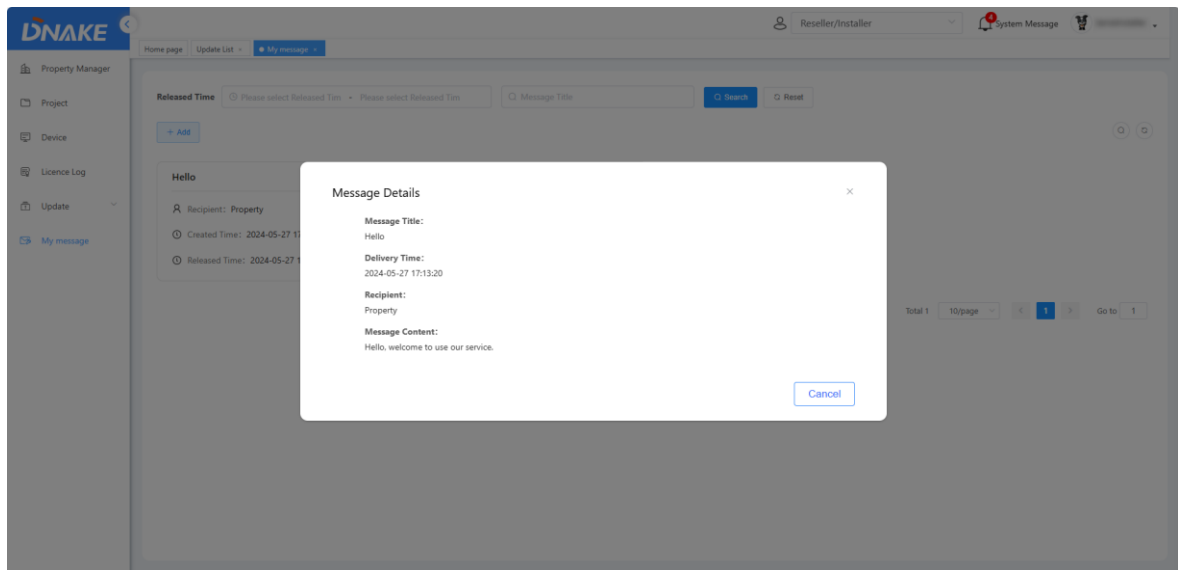 DNAKE
Reseller/Installer
4
System Message
Home page
Update List ×
My message ×
Property Manager
Project
Device
Licence Log
Update
My message
Released Time
Please select Released Tim - Please select Released Tim
Message Title
Search
Reset
+ Add
Hello
Recipient: Property
Created Time: 2024-05-27 17
Released Time: 2024-05-27 1
Message Details
Message Title:
Hello
Delivery Time:
2024-05-27 17:13:20
Recipient:
Property
Message Content:
Hello, welcome to use our service.
Cancel
Total 1
10/page
1
Go to 1